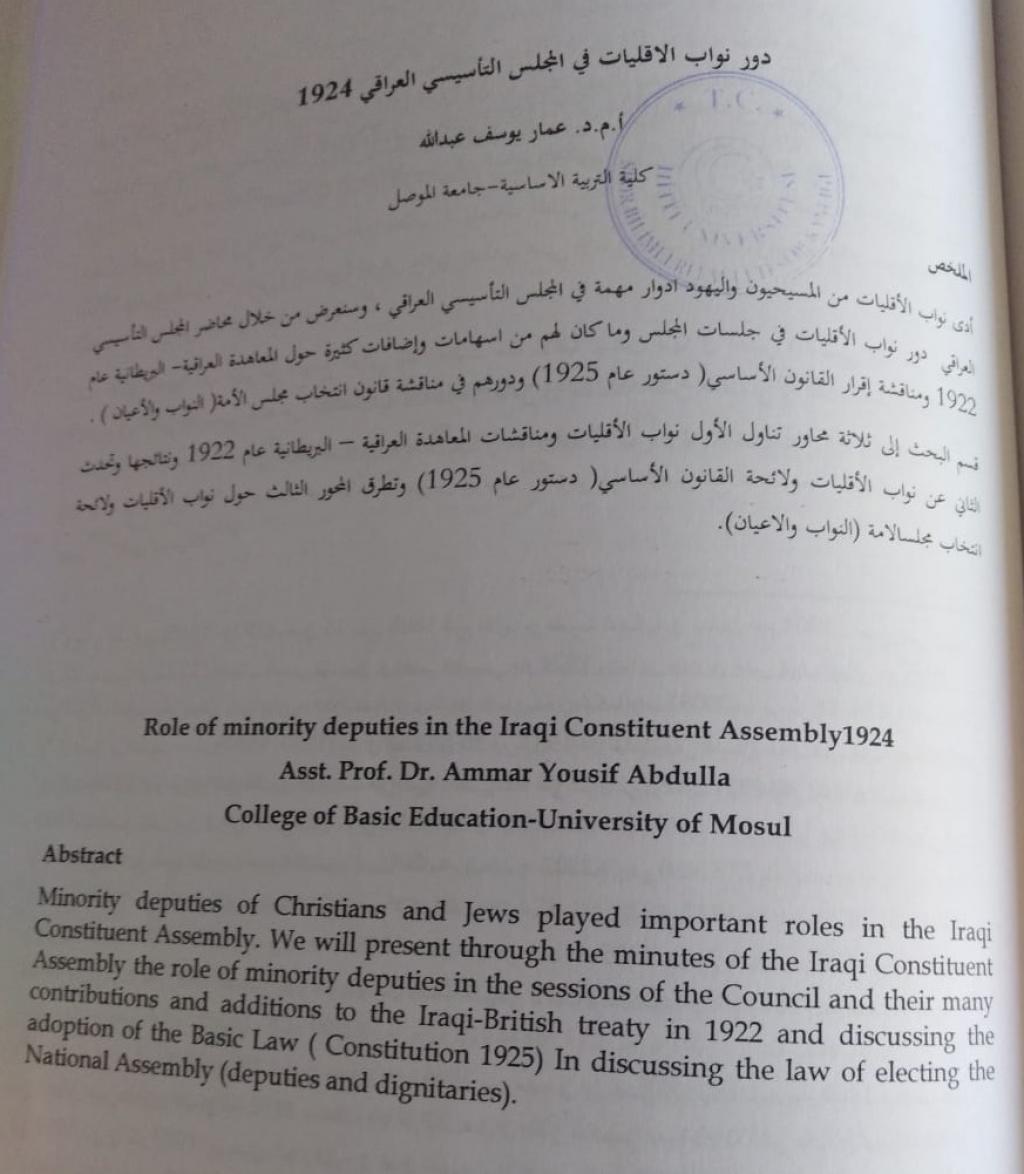 دور نواب الاقليات في المجلس التأسيسي العراقي 1924
أ.م.د. عمار يوسف عبدالله
كلية التربية الاساسية-جامعة الموصل
T.C.
الملخص
أدى نواب الأقليات من المسيحيون واليهود ادوار مهمة في المجلس التأسيسي العراقي ، وسنعرض من خلال محاضر المجلس التأسيسي
العراقي دور نواب الأقليات في جلسات المجلس وما كان لهم من اسهامات وإضافات كثيرة حول المعاهدة العراقية- البريطانية عام
1922 ومناقشة إقرار القانون الأساسي( دستور عام 1925) ودورهم في مناقشة قانون انتخاب مجلس الأمة( النواب والأعيان ) .
قسم البحث إلى ثلاثة محاور تناول الأول نواب الأقليات ومناقشات المعاهدة العراقية – البريطانية عام 1922 ونتائجها وتحدث
الثاني عن نواب الأقليات ولائحة القانون الأساسي( دستور عام 1925) وتطرق المحور الثالث حول نواب الأقليات ولائحة
انتخاب مجلسالامة (النواب والاعيان).
Role of minority deputies in the Iraqi Constituent Assembly1924
Asst. Prof. Dr. Ammar Yousif Abdulla
College of Basic Education-University of Mosul
Abstract
Minority deputies of Christians and Jews played important roles in the Iraqi
Constituent Assembly. We will present through the minutes of the Iraqi Constituent
Assembly the role of minority deputies in the sessions of the Council and their many
contributions and additions to the Iraqi-British treaty in 1922 and discussing the
adoption of the Basic Law ( Constitution 1925) In discussing the law of electing the
National Assembly (deputies and dignitaries).